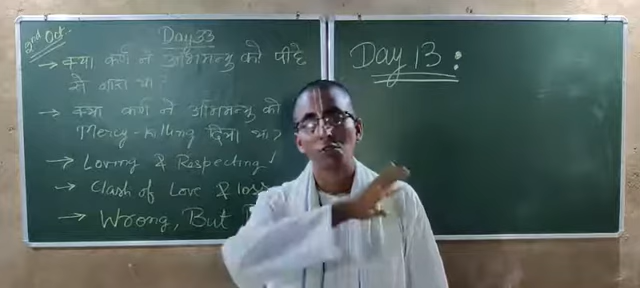 2nd Oct.
Day 33
→ क्या कर्ण ने अभिमन्यु को पीछे
से मारा था?
→ क्या कर्ण ने अभिमन्यु को
Mercy-killing दिया था?
→ Loving & Respecting!
→ Clash of Love & loss
→ Wrong, But
Day 13 :